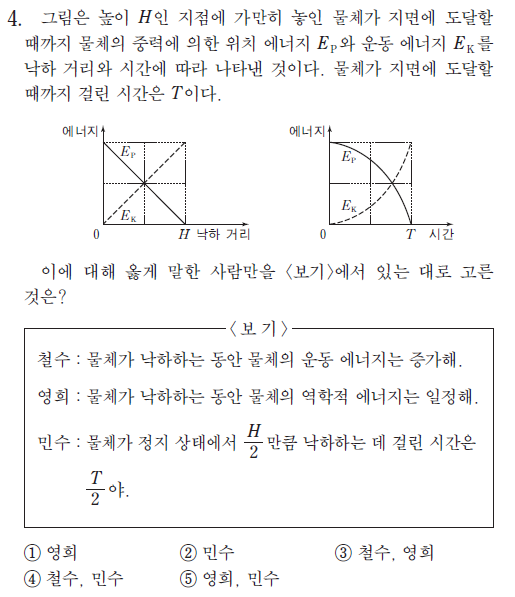 4. 그림은 높이 H인 지점에 가만히 놓인 물체가 지면에 도달할
때까지 물체의 중력에 의한 위치 에너지 E_P와 운동 에너지 E_K를
낙하 거리와 시간에 따라 나타낸 것이다. 물체가 지면에 도달할
때까지 걸린 시간은 T이다.
에너지
E_P
E_K
0 H 낙하 거리
에너지
E_P
E_K
0 T 시간
이에 대해 옳게 말한 사람만을 〈보기〉에서 있는 대로 고른
것은?
〈보 기〉
철수 : 물체가 낙하하는 동안 물체의 운동 에너지는 증가해.
영희 : 물체가 낙하하는 동안 물체의 역학적 에너지는 일정해.
민수 : 물체가 정지 상태에서 H/2 만큼 낙하하는 데 걸린 시간은
T/2 야.
① 영희 ② 민수 ③ 철수, 영희
④ 철수, 민수 ⑤ 영희, 민수